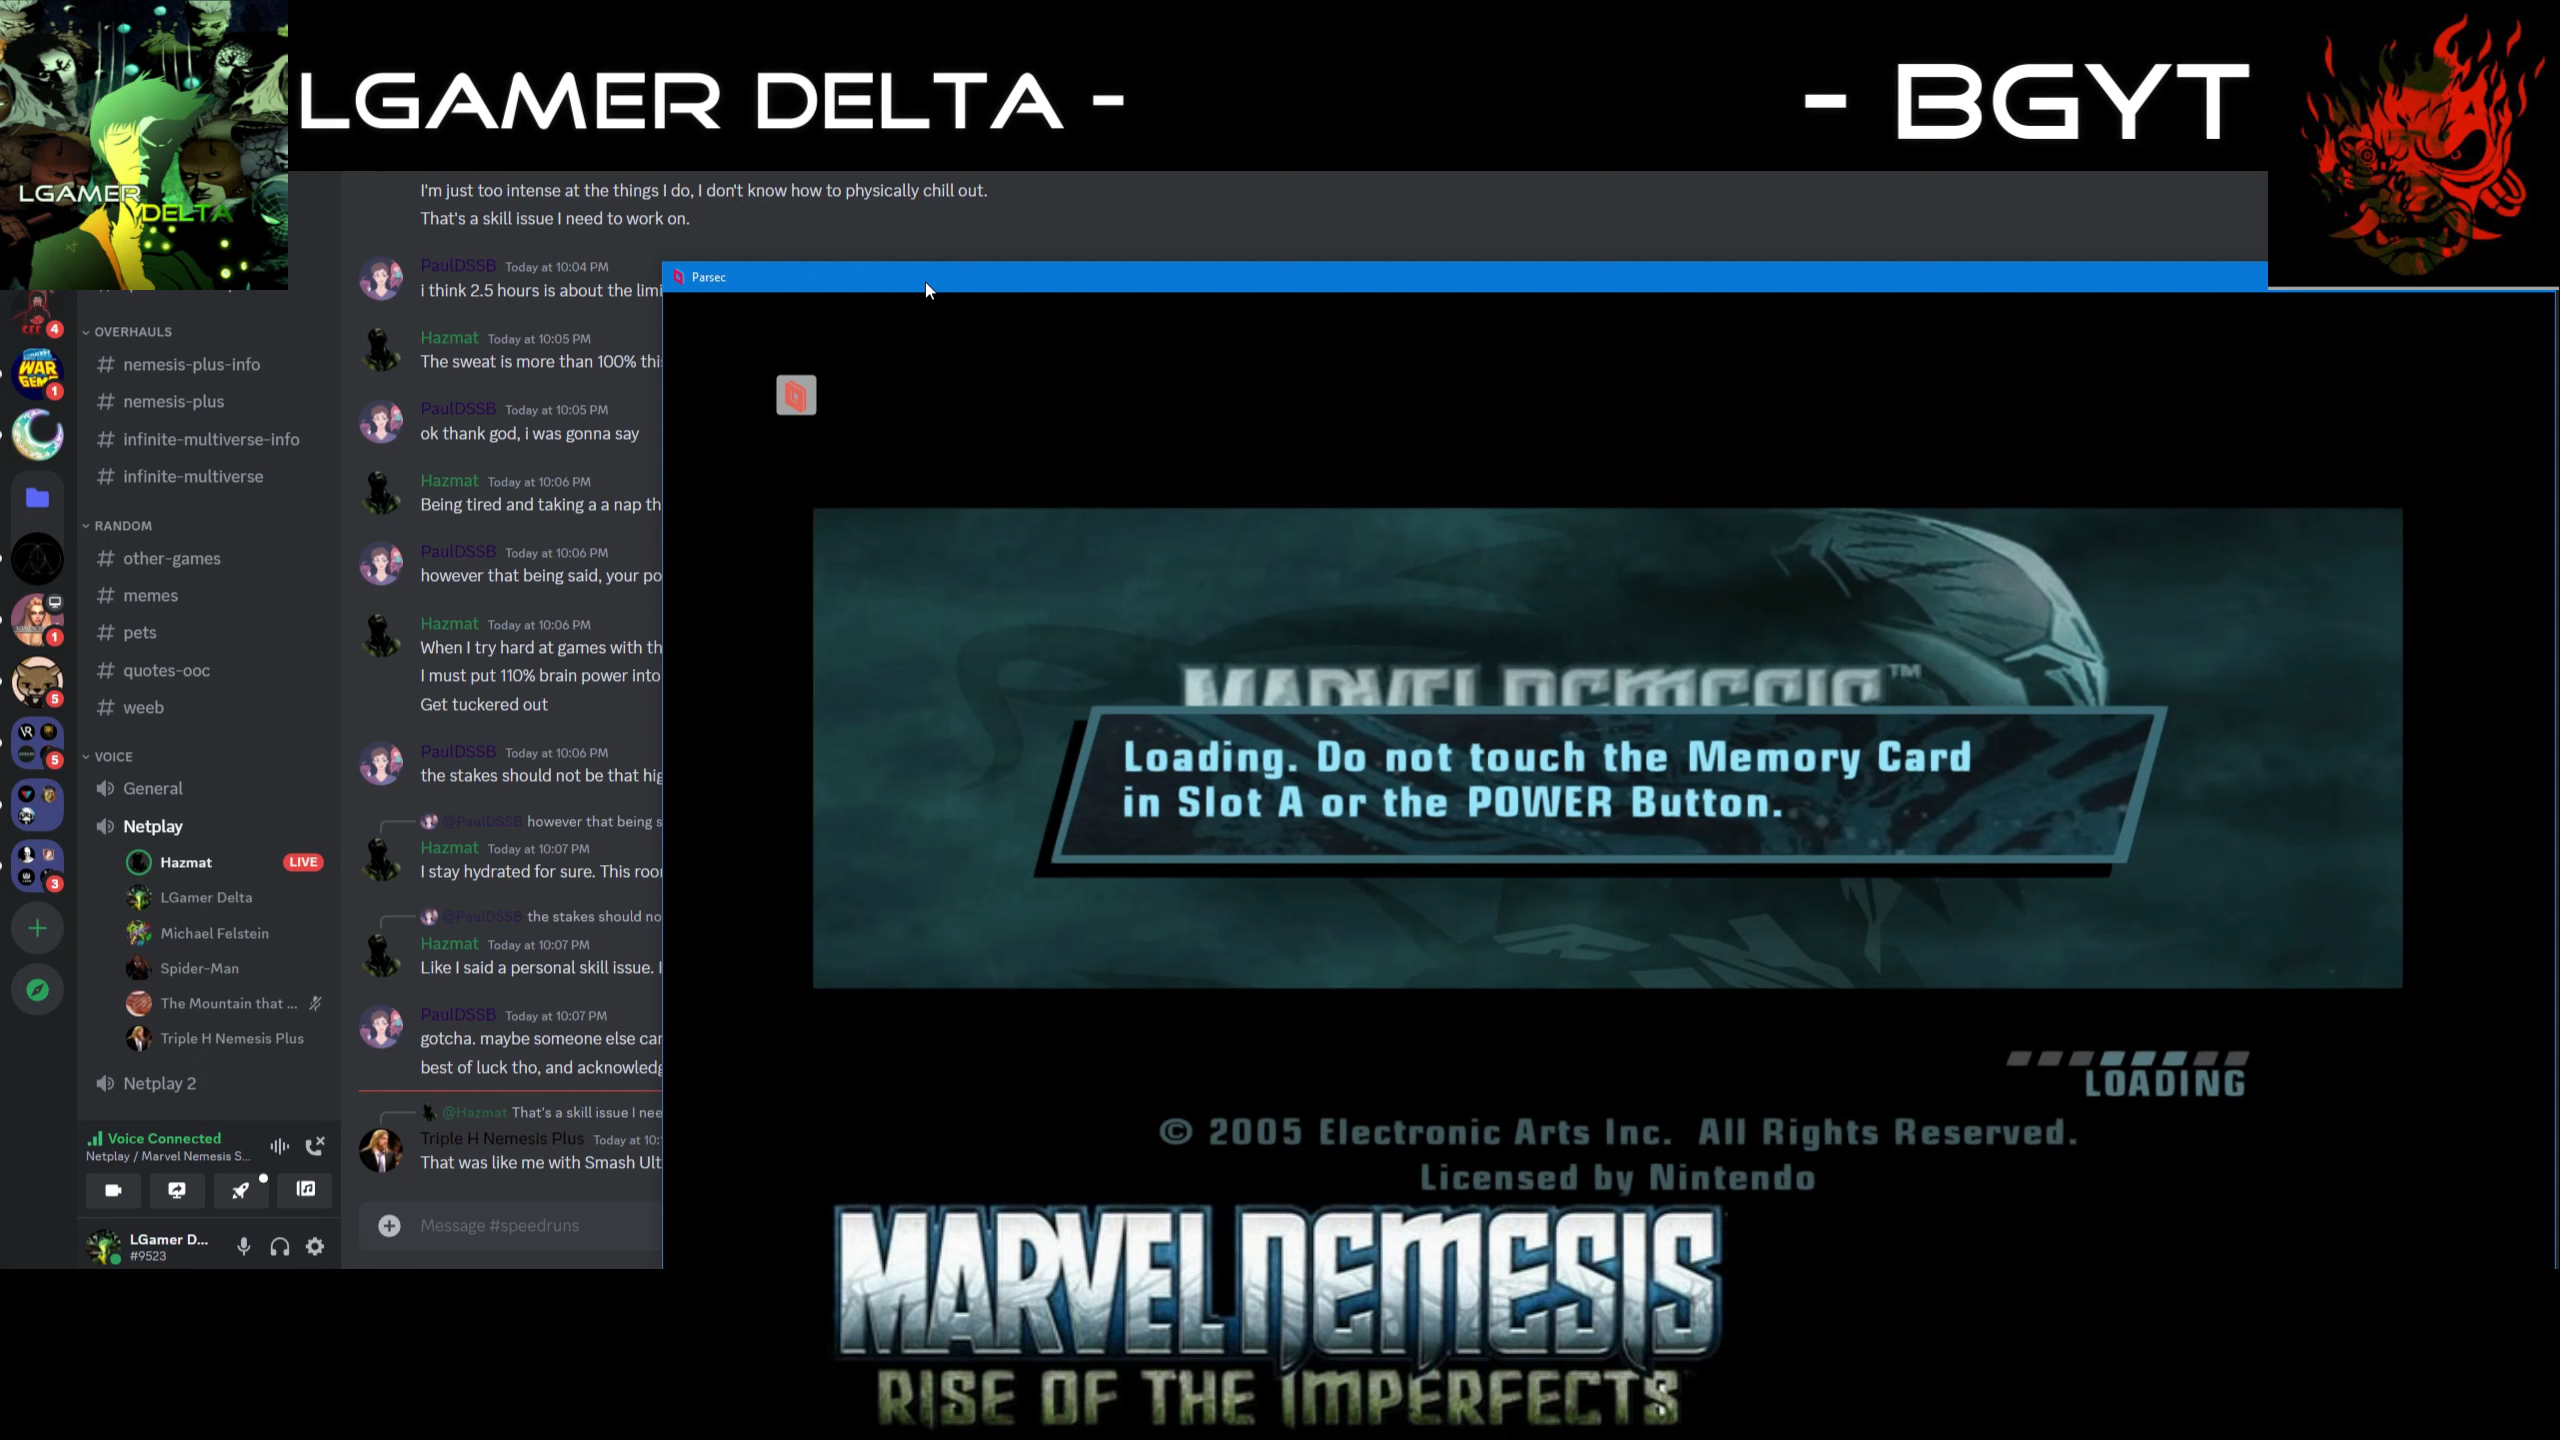 LGAMER DELTA -
- BGYT
LGAMER
DELTA
I'm just too intense at the things I do, I don't know how to physically chill out.
That's a skill issue I need to work on.
PaulDSSB Today at 10:04 PM
i think 2.5 hours is about the limi
Hazmat Today at 10:05 PM
The sweat is more than 100% thi
PaulDSSB Today at 10:05 PM
ok thank god, i was gonna say
Hazmat Today at 10:06 PM
Being tired and taking a a nap th
PaulDSSB Today at 10:06 PM
however that being said, your po
Hazmat Today at 10:06 PM
When I try hard at games with th
I must put 110% brain power into
Get tuckered out
PaulDSSB Today at 10:06 PM
the stakes should not be that hig
@PaulDSSB however that being s
Hazmat Today at 10:07 PM
I stay hydrated for sure. This roo
@PaulDSSB the stakes should no
Hazmat Today at 10:07 PM
Like I said a personal skill issue. I
PaulDSSB Today at 10:07 PM
gotcha. maybe someone else can
best of luck tho, and acknowledg
@Hazmat That's a skill issue I nee
Triple H Nemesis Plus Today at 10:
That was like me with Smash Ult
Message #speedruns
4
WAR
1
1
5
VR
5
3
OVERHAULS
# nemesis-plus-info
# nemesis-plus
# infinite-multiverse-info
# infinite-multiverse
RANDOM
# other-games
# memes
# pets
# quotes-ooc
# weeb
VOICE
General
Netplay
Hazmat LIVE
LGamer Delta
Michael Felstein
Spider-Man
The Mountain that ...
Triple H Nemesis Plus
Netplay 2
Voice Connected
Netplay / Marvel Nemesis S...
LGamer D...
#9523
Parsec
MARVEL NEMESIS™
Loading. Do not touch the Memory Card
in Slot A or the POWER Button.
LOADING
© 2005 Electronic Arts Inc. All Rights Reserved.
Licensed by Nintendo
MARVEL NEMESIS
RISE OF THE IMPERFECTS